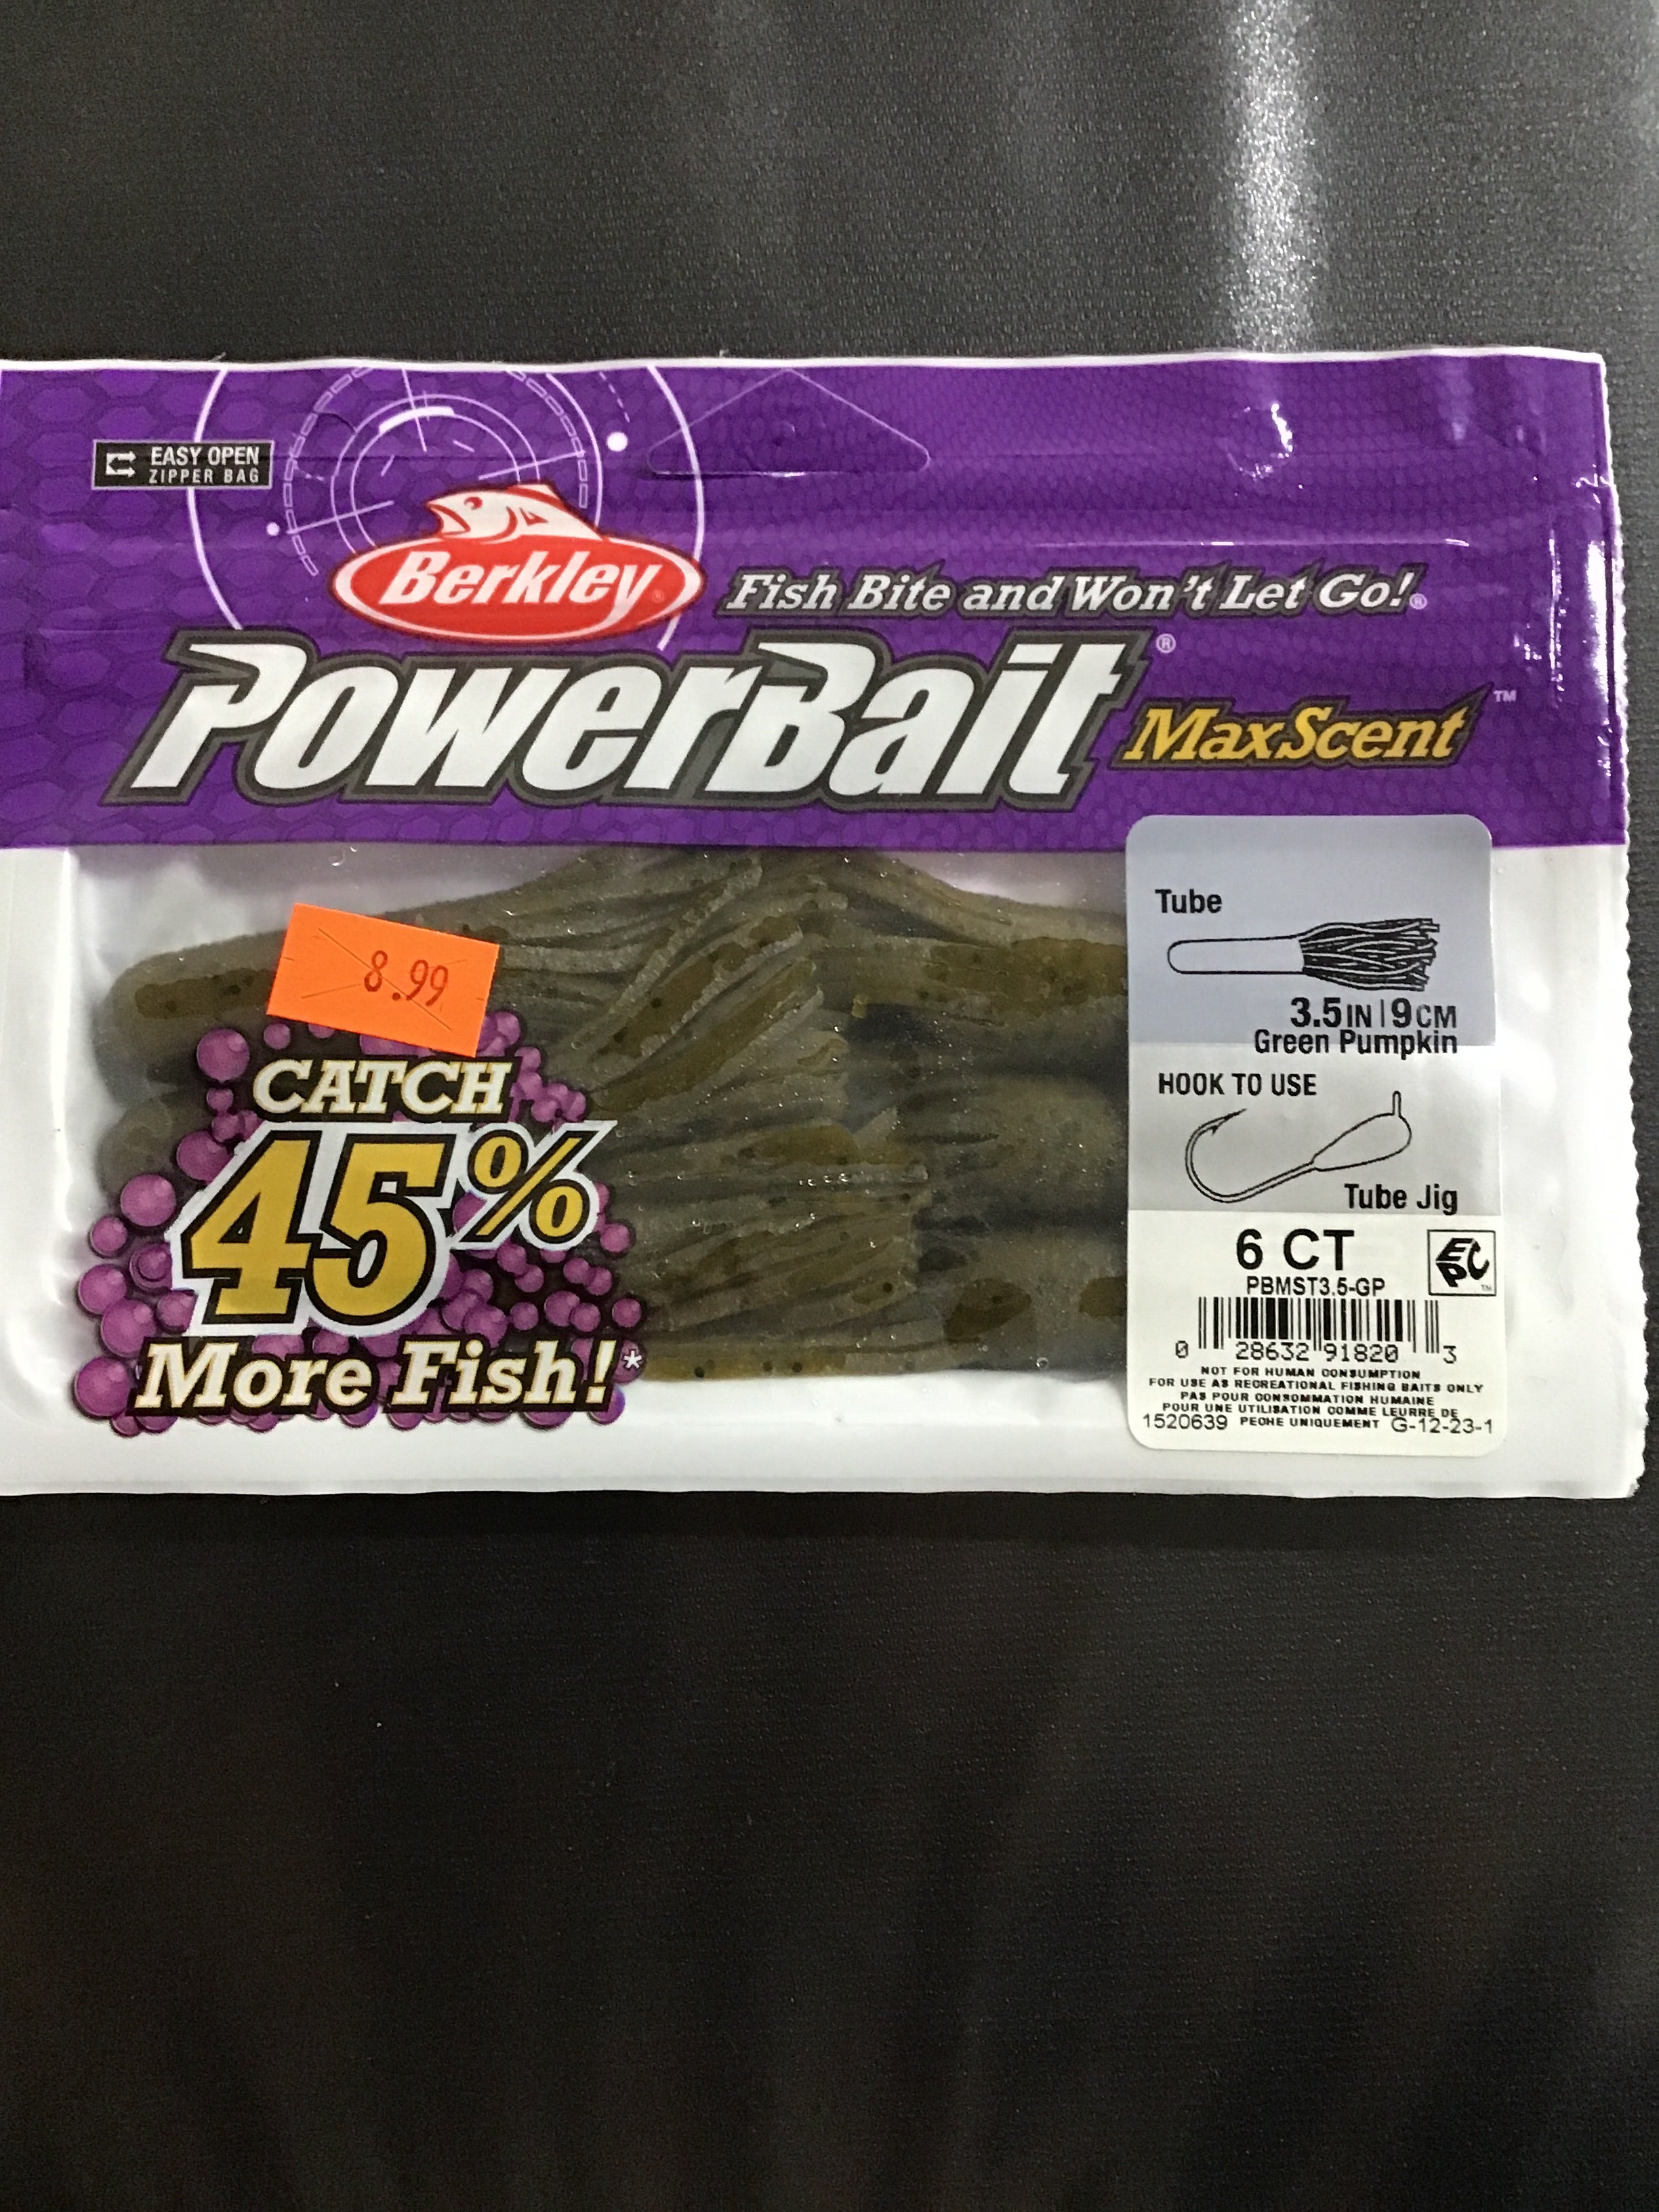 EASY OPEN
ZIPPER BAG
Berkley®
Fish Bite and Won't Let Go!®
PowerBait®
MaxScent™
8.99
CATCH
45%
More Fish!*
Tube
3.5IN | 9CM
Green Pumpkin
HOOK TO USE
Tube Jig
6 CT
EPC™
PBMST3.5-GP
0 28632 91820 3
NOT FOR HUMAN CONSUMPTION
FOR USE AS RECREATIONAL FISHING BAITS ONLY
PAS POUR CONSOMMATION HUMAINE
POUR UNE UTILISATION COMME LEURRE DE
1520639 PECHE UNIQUEMENT G-12-23-1